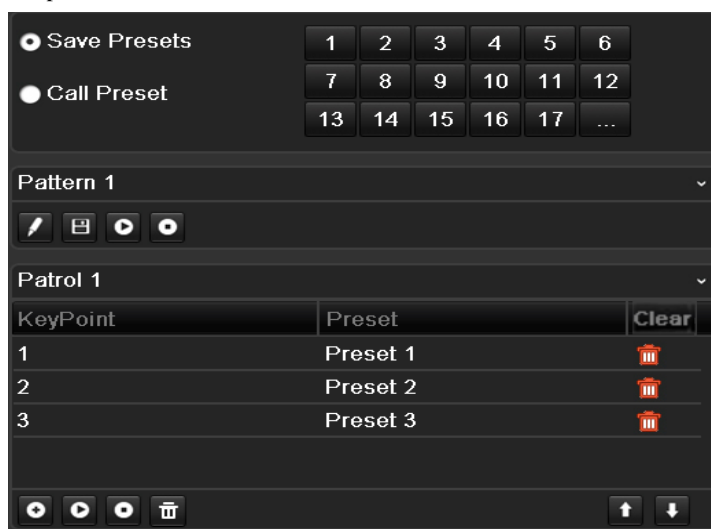 Save Presets
1 2 3 4 5 6
Call Preset
7 8 9 10 11 12
13 14 15 16 17 ...
Pattern 1
Patrol 1
KeyPoint Preset Clear
1 Preset 1
2 Preset 2
3 Preset 3